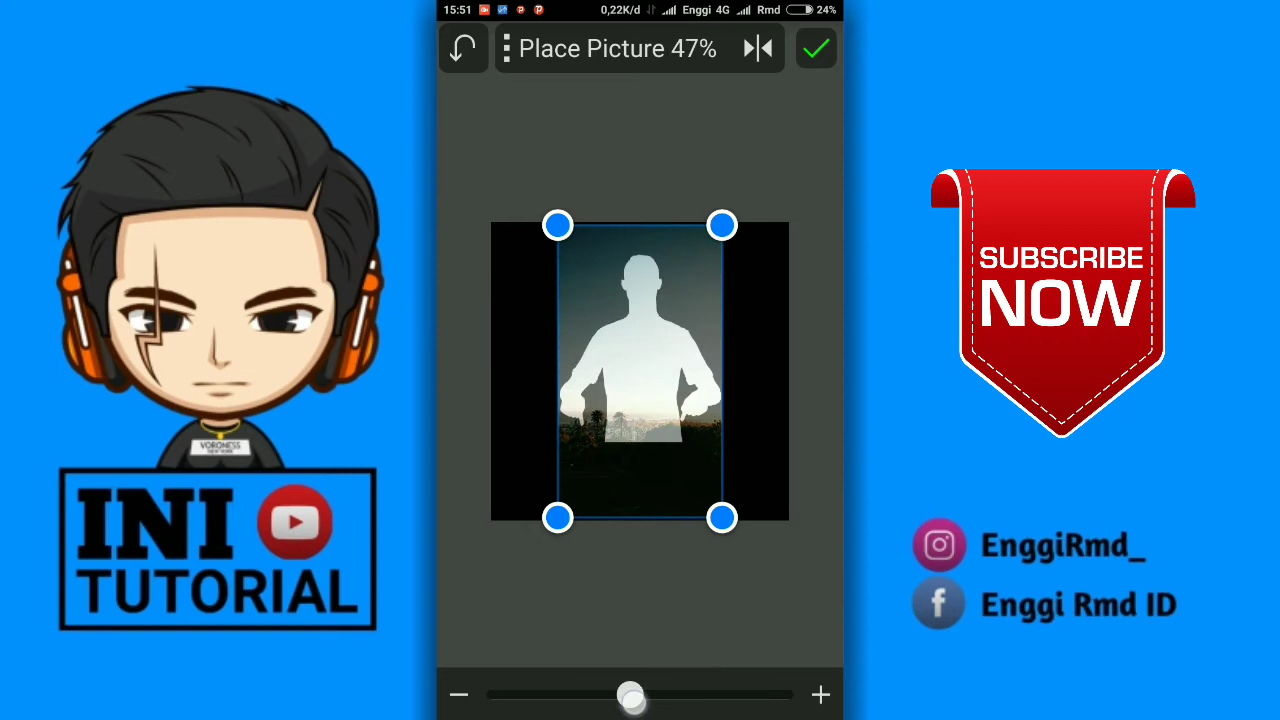 15:51
0,22K/d
Enggi 4G
Rmd
24%
Place Picture 47%
VORONESS
INI
TUTORIAL
SUBSCRIBE
NOW
EnggiRmd_
Enggi Rmd ID